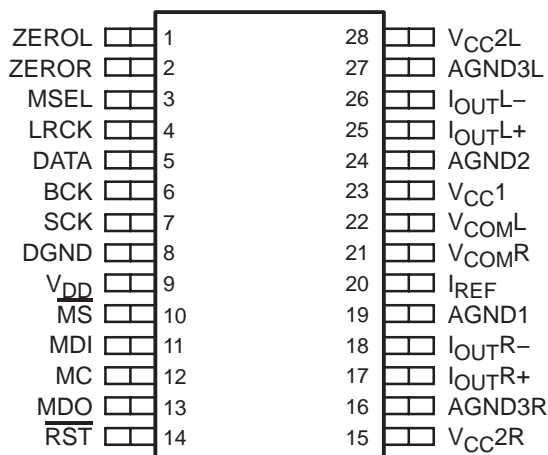 ZEROL 1 28 VCC2L
ZEROR 2 27 AGND3L
MSEL 3 26 IOUTL–
LRCK 4 25 IOUTL+
DATA 5 24 AGND2
BCK 6 23 VCC1
SCK 7 22 VCOML
DGND 8 21 VCOMR
VDD 9 20 IREF
MS 10 19 AGND1
MDI 11 18 IOUTR–
MC 12 17 IOUTR+
MDO 13 16 AGND3R
RST 14 15 VCC2R